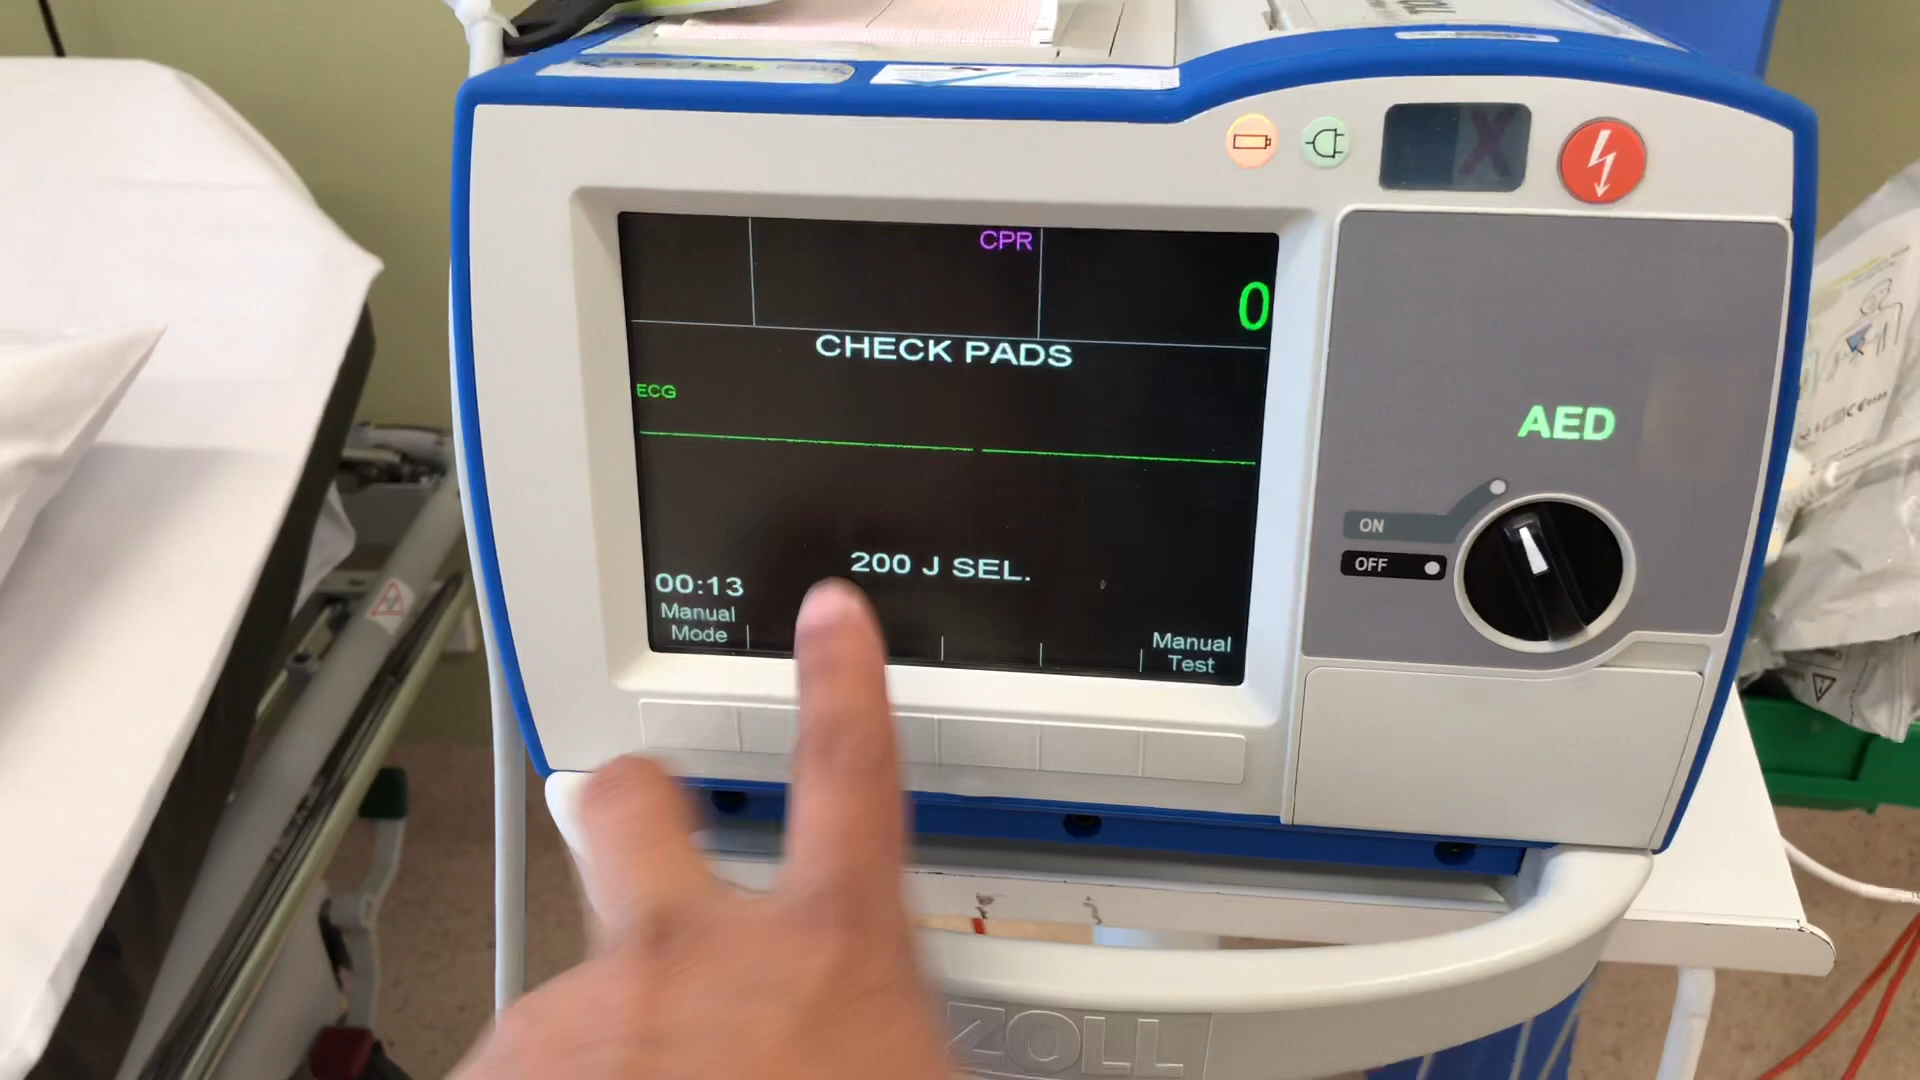 CPR
0
CHECK PADS
ECG
200 J SEL.
00:13
Manual
Mode
Manual
Test
AED
ON
OFF
ZOLL